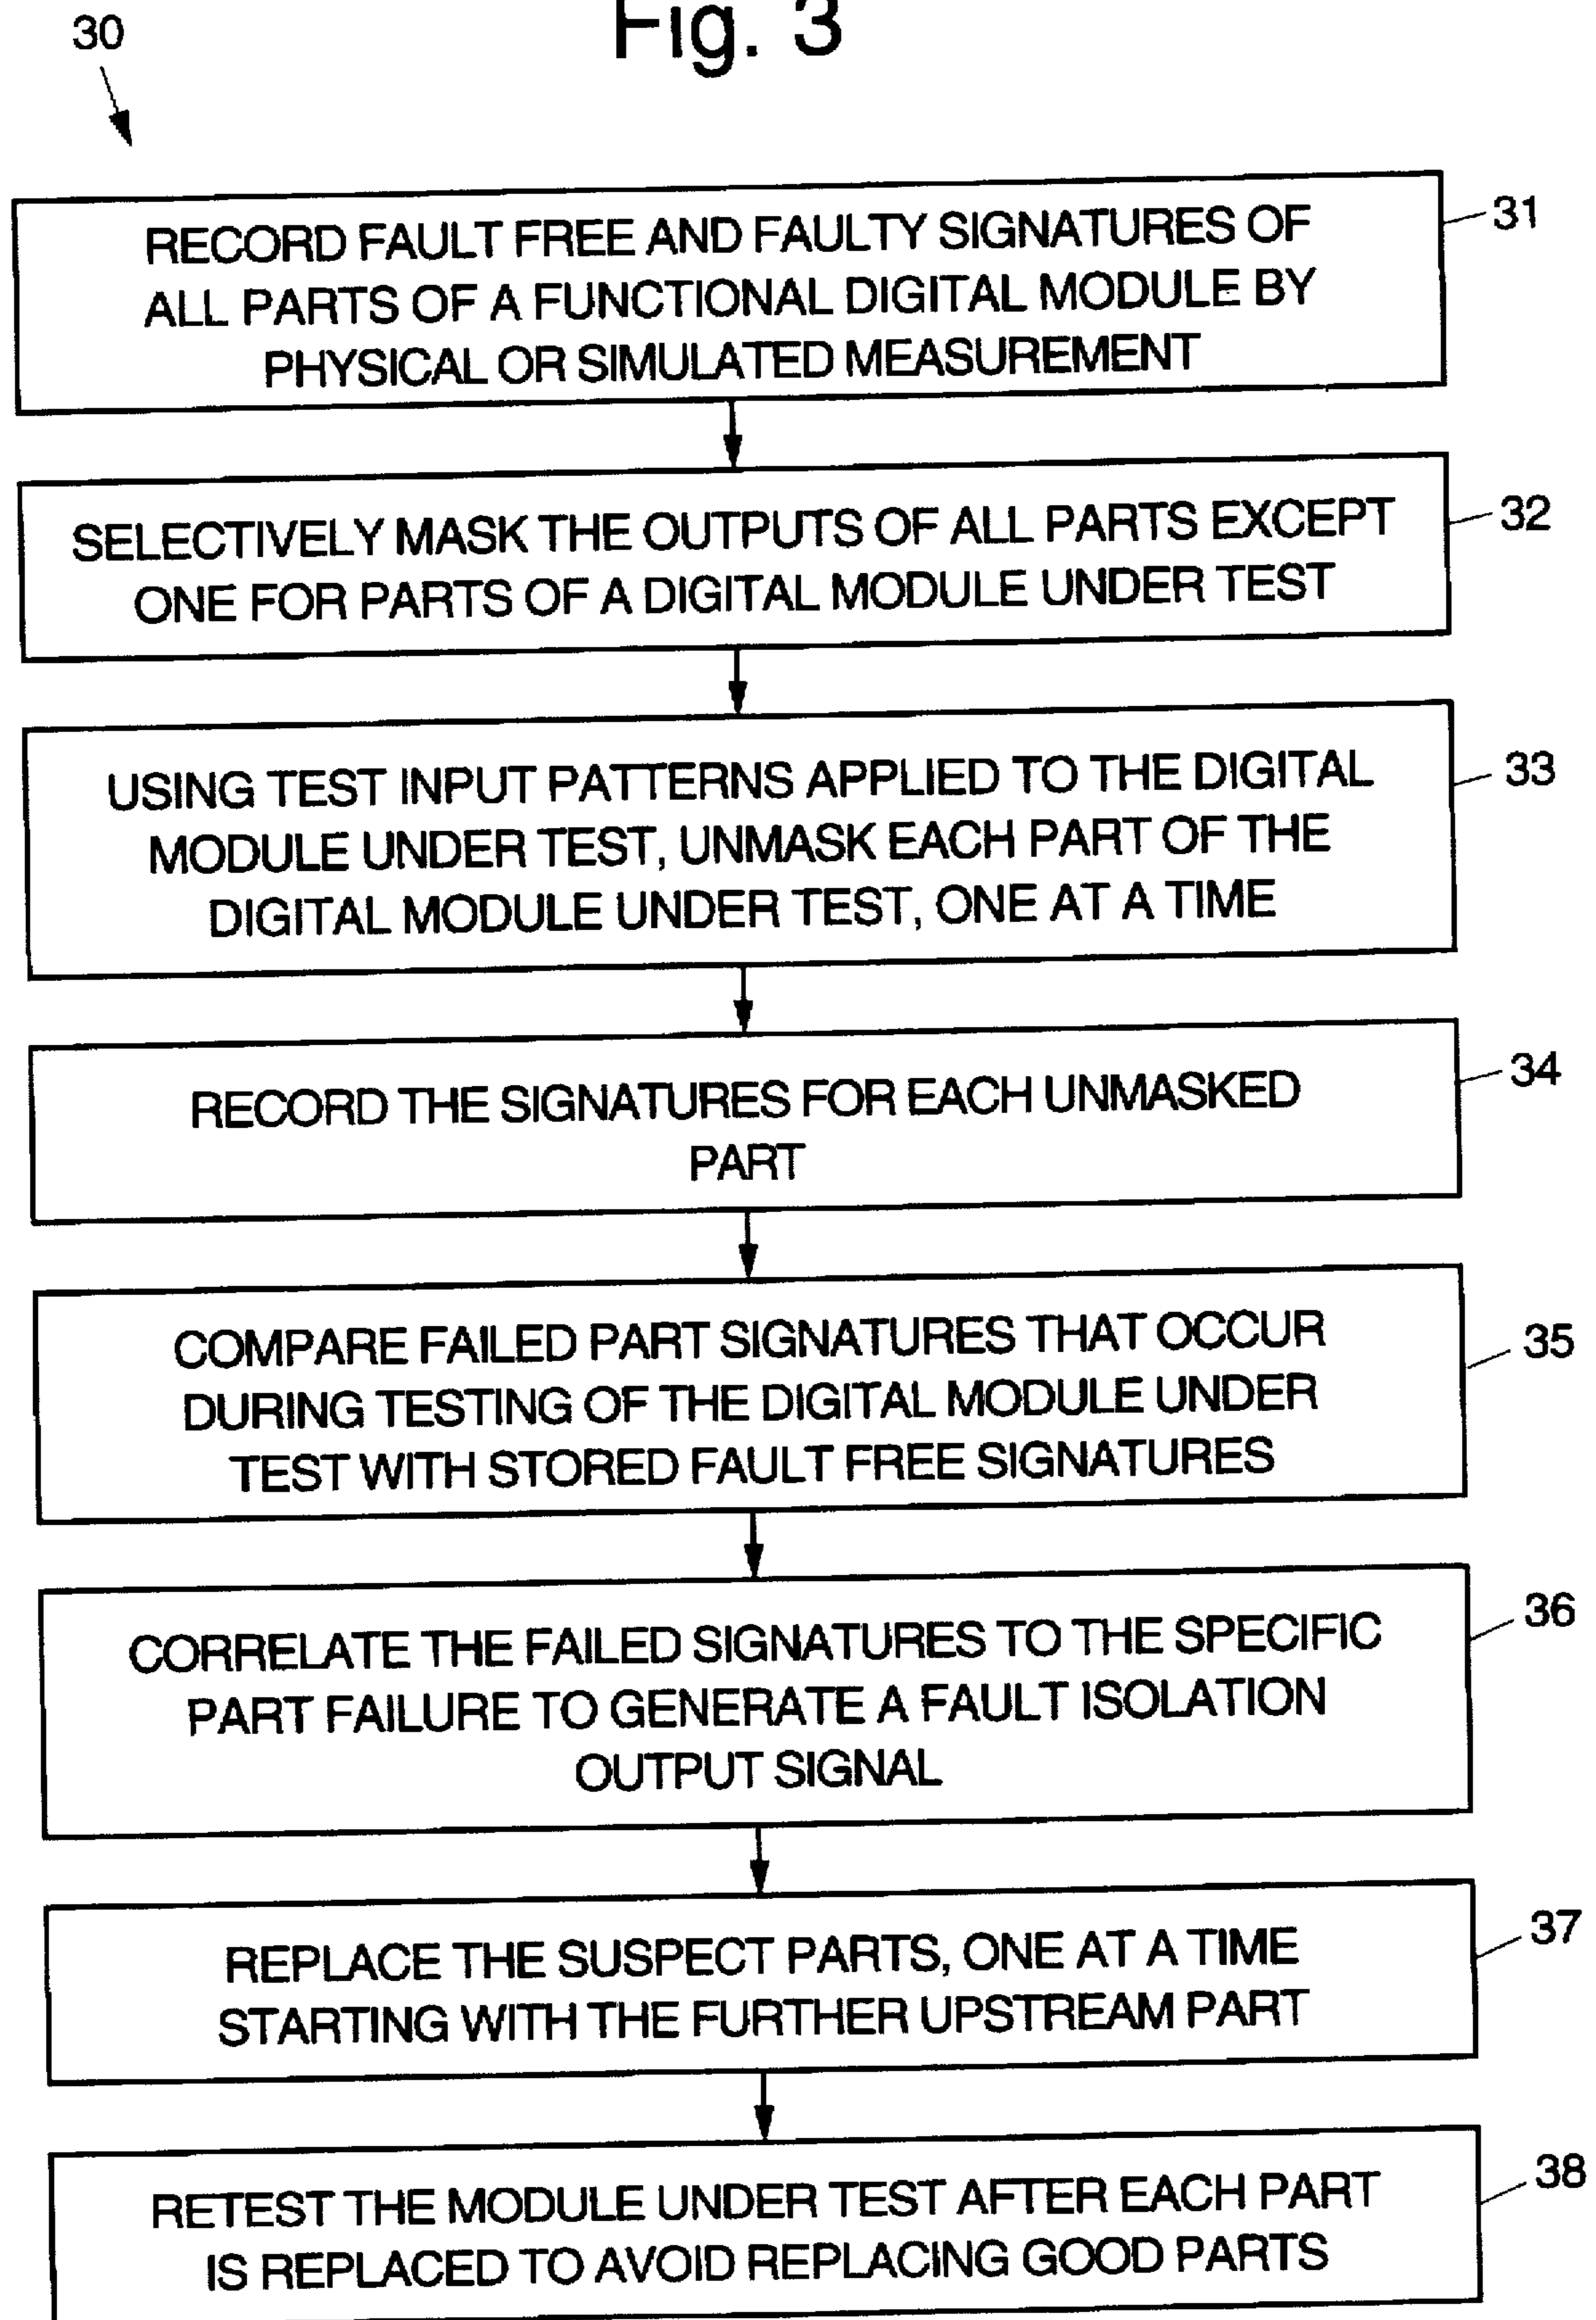 Fig. 3
30
RECORD FAULT FREE AND FAULTY SIGNATURES OF
ALL PARTS OF A FUNCTIONAL DIGITAL MODULE BY
PHYSICAL OR SIMULATED MEASUREMENT
31
SELECTIVELY MASK THE OUTPUTS OF ALL PARTS EXCEPT
ONE FOR PARTS OF A DIGITAL MODULE UNDER TEST
32
USING TEST INPUT PATTERNS APPLIED TO THE DIGITAL
MODULE UNDER TEST, UNMASK EACH PART OF THE
DIGITAL MODULE UNDER TEST, ONE AT A TIME
33
RECORD THE SIGNATURES FOR EACH UNMASKED
PART
34
COMPARE FAILED PART SIGNATURES THAT OCCUR
DURING TESTING OF THE DIGITAL MODULE UNDER
TEST WITH STORED FAULT FREE SIGNATURES
35
CORRELATE THE FAILED SIGNATURES TO THE SPECIFIC
PART FAILURE TO GENERATE A FAULT ISOLATION
OUTPUT SIGNAL
36
REPLACE THE SUSPECT PARTS, ONE AT A TIME
STARTING WITH THE FURTHER UPSTREAM PART
37
RETEST THE MODULE UNDER TEST AFTER EACH PART
IS REPLACED TO AVOID REPLACING GOOD PARTS
38